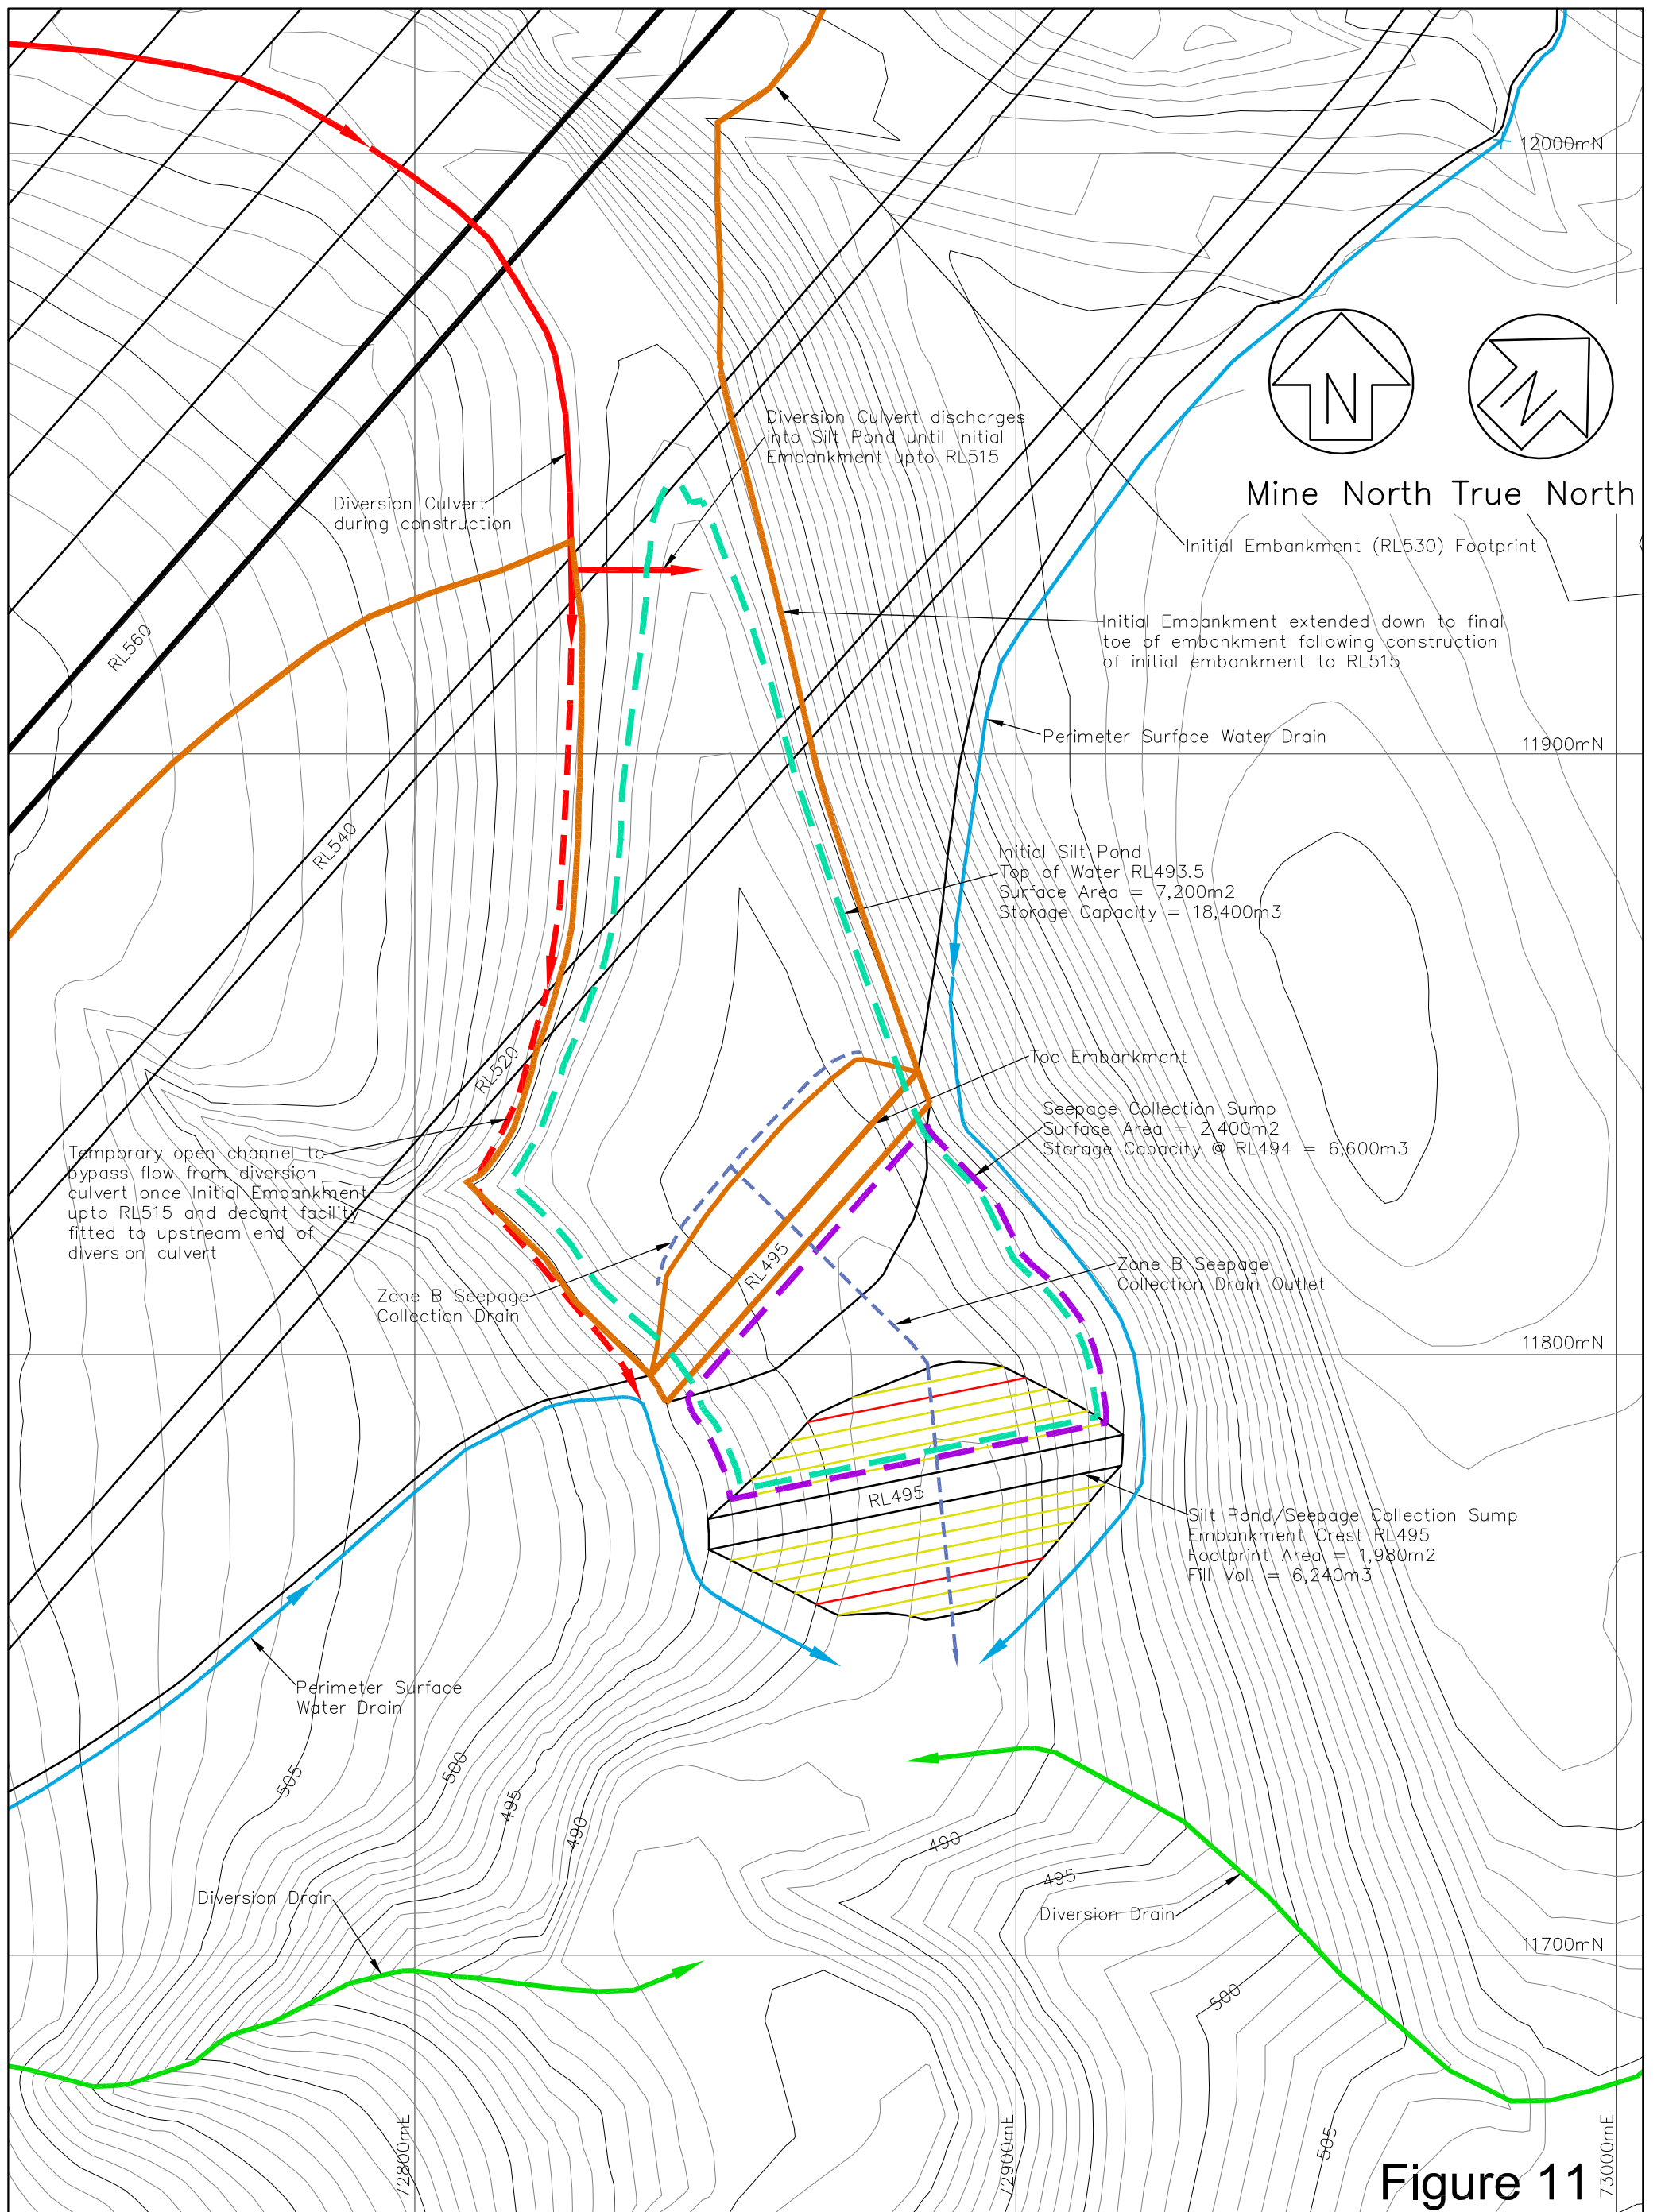 12000mN
N
N
Mine North
True North
Diversion Culvert discharges
into Silt Pond until Initial
Embankment upto RL515
Diversion Culvert
during construction
Initial Embankment (RL530) Footprint
Initial Embankment extended down to final
toe of embankment following construction
of initial embankment to RL515
RL560
Perimeter Surface Water Drain
11900mN
RL540
Initial Silt Pond
Top of Water RL493.5
Surface Area = 7,200m2
Storage Capacity = 18,400m3
RL520
Toe Embankment
Seepage Collection Sump
Surface Area = 2,400m2
Storage Capacity @ RL494 = 6,600m3
Temporary open channel to
bypass flow from diversion
culvert once Initial Embankment
upto RL515 and decant facility
fitted to upstream end of
diversion culvert
RL495
Zone B Seepage
Collection Drain Outlet
Zone B Seepage
Collection Drain
11800mN
RL495
Silt Pond/Seepage Collection Sump
Embankment Crest RL495
Footprint Area = 1,980m2
Fill Vol. = 6,240m3
Perimeter Surface
Water Drain
505
500
495
490
490
495
Diversion Drain
Diversion Drain
11700mN
500
505
72800mE
72900mE
73000mE
Figure 11